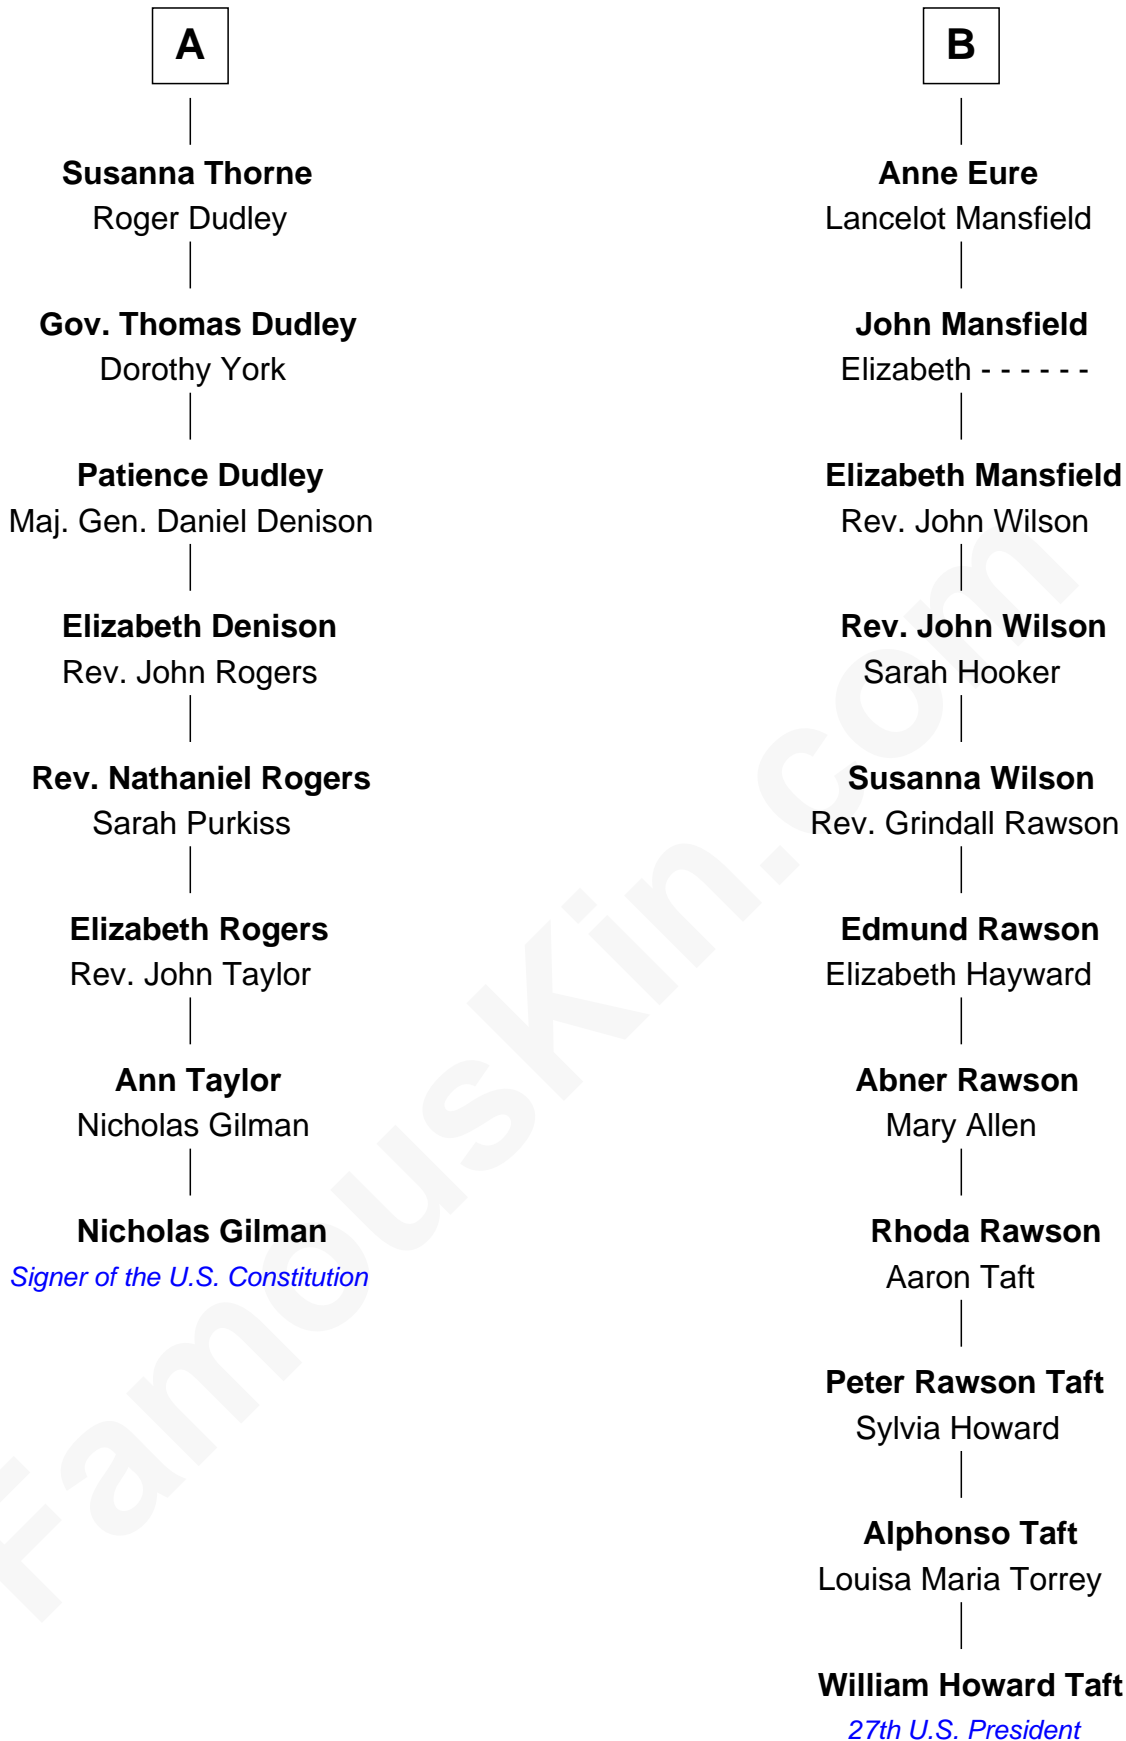 A
Susanna Thorne
Roger Dudley
Gov. Thomas Dudley
Dorothy York
Patience Dudley
Maj. Gen. Daniel Denison
Elizabeth Denison
Rev. John Rogers
Rev. Nathaniel Rogers
Sarah Purkiss
Elizabeth Rogers
Rev. John Taylor
Ann Taylor
Nicholas Gilman
Nicholas Gilman
Signer of the U.S. Constitution
B
Anne Eure
Lancelot Mansfield
John Mansfield
Elizabeth - - - - - -
Elizabeth Mansfield
Rev. John Wilson
Rev. John Wilson
Sarah Hooker
Susanna Wilson
Rev. Grindall Rawson
Edmund Rawson
Elizabeth Hayward
Abner Rawson
Mary Allen
Rhoda Rawson
Aaron Taft
Peter Rawson Taft
Sylvia Howard
Alphonso Taft
Louisa Maria Torrey
William Howard Taft
27th U.S. President
FamousKin.com